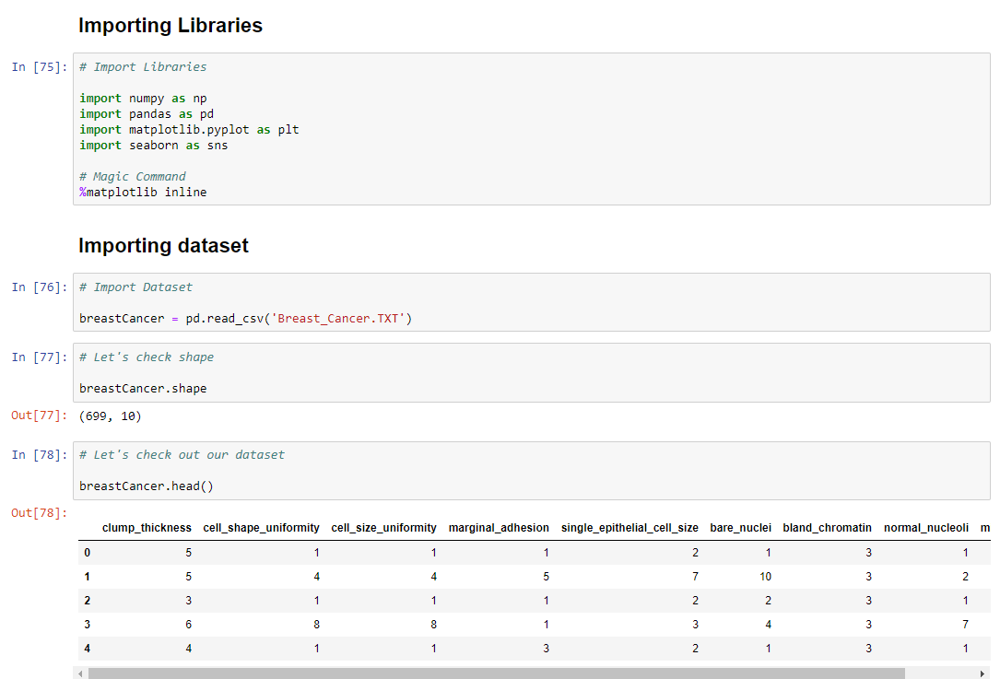 Importing Libraries
In [75]: # Import Libraries
import numpy as np
import pandas as pd
import matplotlib.pyplot as plt
import seaborn as sns
# Magic Command
%matplotlib inline
Importing dataset
In [76]: # Import Dataset
breastCancer = pd.read_csv('Breast_Cancer.TXT')
In [77]: # Let's check shape
breastCancer.shape
Out[77]: (699, 10)
In [78]: # Let's check out our dataset
breastCancer.head()
Out[78]:
clump_thickness cell_shape_uniformity cell_size_uniformity marginal_adhesion single_epithelial_cell_size bare_nuclei bland_chromatin normal_nucleoli
0 5 1 1 1 2 1 3 1
1 5 4 4 5 7 10 3 2
2 3 1 1 1 2 2 3 1
3 6 8 8 1 3 4 3 7
4 4 1 1 3 2 1 3 1